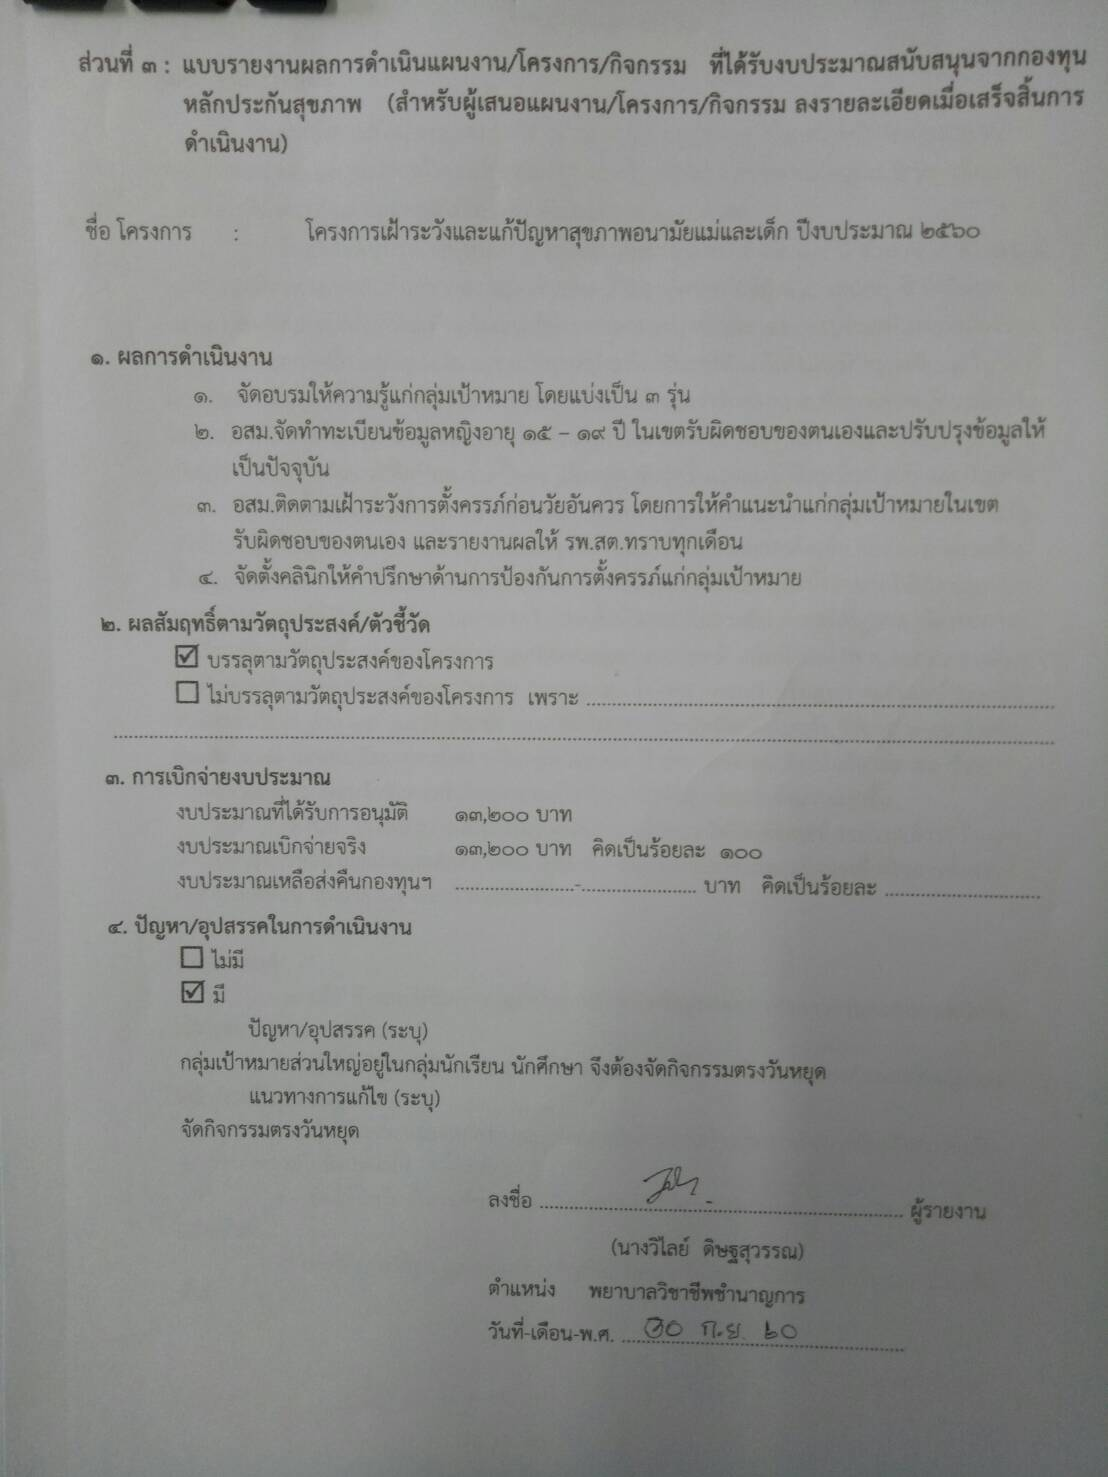 ส่วนที่ ๓ : แบบรายงานผลการดำเนินแผนงาน/โครงการ/กิจกรรม ที่ได้รับงบประมาณสนับสนุนจากกองทุน
หลักประกันสุขภาพ (สำหรับผู้เสนอแผนงาน/โครงการ/กิจกรรม ลงรายละเอียดเมื่อเสร็จสิ้นการ
ดำเนินงาน)
ชื่อ โครงการ : โครงการเฝ้าระวังและแก้ปัญหาสุขภาพอนามัยแม่และเด็ก ปีงบประมาณ ๒๕๖๐
๑. ผลการดำเนินงาน
๑. จัดอบรมให้ความรู้แก่กลุ่มเป้าหมาย โดยแบ่งเป็น ๓ รุ่น
๒. อสม.จัดทำทะเบียนข้อมูลหญิงอายุ ๑๕ – ๑๙ ปี ในเขตรับผิดชอบของตนเองและปรับปรุงข้อมูลให้
เป็นปัจจุบัน
๓. อสม.ติดตามเฝ้าระวังการตั้งครรภ์ก่อนวัยอันควร โดยการให้คำแนะนำแก่กลุ่มเป้าหมายในเขต
รับผิดชอบของตนเอง และรายงานผลให้ รพ.สต.ทราบทุกเดือน
๔. จัดตั้งคลินิกให้คำปรึกษาด้านการป้องกันการตั้งครรภ์แก่กลุ่มเป้าหมาย
๒. ผลสัมฤทธิ์ตามวัตถุประสงค์/ตัวชี้วัด
☑ บรรลุตามวัตถุประสงค์ของโครงการ
☐ ไม่บรรลุตามวัตถุประสงค์ของโครงการ เพราะ ........................................
................................................................................
๓. การเบิกจ่ายงบประมาณ
งบประมาณที่ได้รับการอนุมัติ ๑๓,๒๐๐ บาท
งบประมาณเบิกจ่ายจริง ๑๓,๒๐๐ บาท คิดเป็นร้อยละ ๑๐๐
งบประมาณเหลือส่งคืนกองทุนฯ ....................-.................... บาท คิดเป็นร้อยละ ....................
๔. ปัญหา/อุปสรรคในการดำเนินงาน
☐ ไม่มี
☑ มี
ปัญหา/อุปสรรค (ระบุ)
กลุ่มเป้าหมายส่วนใหญ่อยู่ในกลุ่มนักเรียน นักศึกษา จึงต้องจัดกิจกรรมตรงวันหยุด
แนวทางการแก้ไข (ระบุ)
จัดกิจกรรมตรงวันหยุด
ลงชื่อ ........................................ ผู้รายงาน
(นางวิไลย์ ดิษฐสุวรรณ)
ตำแหน่ง พยาบาลวิชาชีพชำนาญการ
วันที่-เดือน-พ.ศ. ๓๐ ก.ย. ๖๐